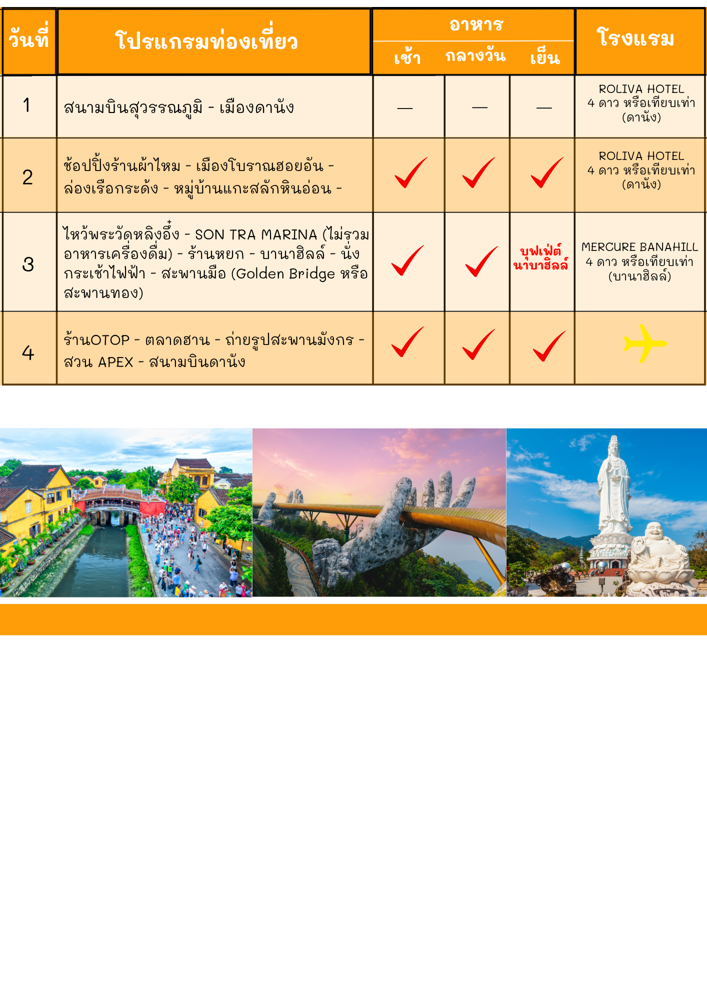 วันที่
โปรแกรมท่องเที่ยว
อาหาร
เช้า
กลางวัน
เย็น
โรงแรม
1
สนามบินสุวรรณภูมิ - เมืองดานัง
—
—
—
ROLIVA HOTEL
4 ดาว หรือเทียบเท่า
(ดานัง)
2
ช้อปปิ้งร้านผ้าไหม - เมืองโบราณฮอยอัน -
ล่องเรือกระด้ง - หมู่บ้านแกะสลักหินอ่อน -
ROLIVA HOTEL
4 ดาว หรือเทียบเท่า
(ดานัง)
3
ไหว้พระวัดหลิงอึ๋ง - SON TRA MARINA (ไม่รวม
อาหารเครื่องดื่ม) - ร้านหยก - บานาฮิลล์ - นั่ง
กระเช้าไฟฟ้า - สะพานมือ (Golden Bridge หรือ
สะพานทอง)
บุฟเฟ่ต์
นาบาฮิลล์
MERCURE BANAHILL
4 ดาว หรือเทียบเท่า
(บานาฮิลล์)
4
ร้านOTOP - ตลาดฮาน - ถ่ายรูปสะพานมังกร -
สวน APEX - สนามบินดานัง